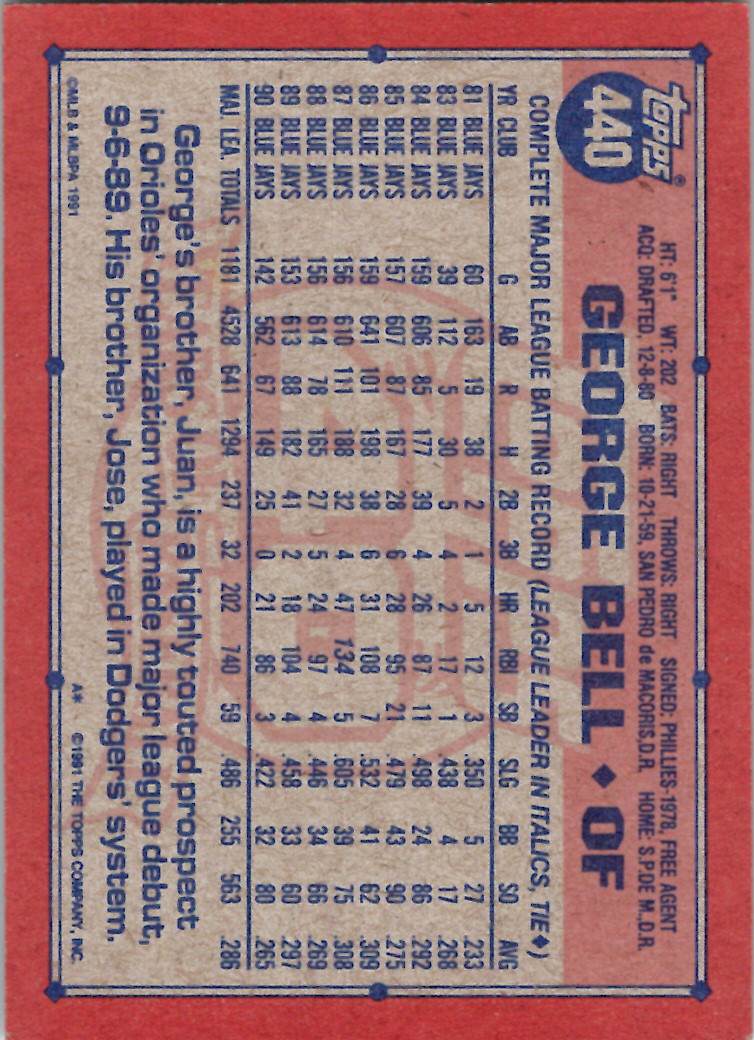 Topps®
440
HT: 6'1" WT: 202 BATS: RIGHT THROWS: RIGHT SIGNED: PHILLIES-1978, FREE AGENT
ACQ: DRAFTED, 12-8-80 BORN: 10-21-59, SAN PEDRO de MACORIS, D.R. HOME: S.P. DE M., D.R.
GEORGE BELL ◆ OF
COMPLETE MAJOR LEAGUE BATTING RECORD (LEAGUE LEADER IN ITALICS, TIE◆)
YR CLUB G AB R H 2B 3B HR RBI SB SLG BB SO AVG
81 BLUE JAYS 60 163 19 38 2 1 5 12 3 .350 5 27 .233
83 BLUE JAYS 39 112 5 30 5 4 2 17 1 .438 4 17 .268
84 BLUE JAYS 159 606 85 177 39 4 26 87 11 .498 24 86 .292
85 BLUE JAYS 157 607 87 167 28 6 28 95 21 .479 43 90 .275
86 BLUE JAYS 159 641 101 198 38 6 31 108 7 .532 41 62 .309
87 BLUE JAYS 156 610 111 188 32 4 47 134 5 .605 39 75 .308
88 BLUE JAYS 156 614 78 165 27 5 24 97 4 .446 34 66 .269
89 BLUE JAYS 153 613 88 182 41 2 18 104 4 .458 33 60 .297
90 BLUE JAYS 142 562 67 149 25 0 21 86 3 .422 32 80 .265
MAJ. LEA. TOTALS 1181 4528 641 1294 237 32 202 740 59 .486 255 563 .286
George's brother, Juan, is a highly touted prospect
in Orioles' organization who made major league debut,
9-6-89. His brother, Jose, played in Dodgers' system.
©MLB & MLBPA 1991 A* ©1991 THE TOPPS COMPANY, INC.